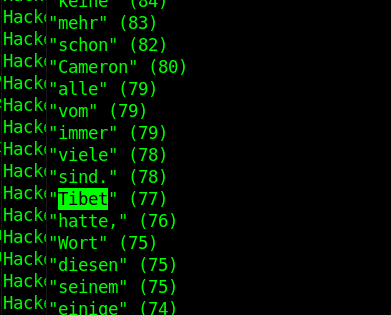 Hack "keine" (84)
Hack "mehr" (83)
Hack "schon" (82)
Hack "Cameron" (80)
Hack "alle" (79)
Hack "vom" (79)
Hack "immer" (79)
Hack "viele" (78)
Hack "sind." (78)
Hack "Tibet" (77)
Hack "hatte," (76)
Hack "Wort" (75)
Hack "diesen" (75)
Hack "seinem" (75)
Hack "einige" (74)